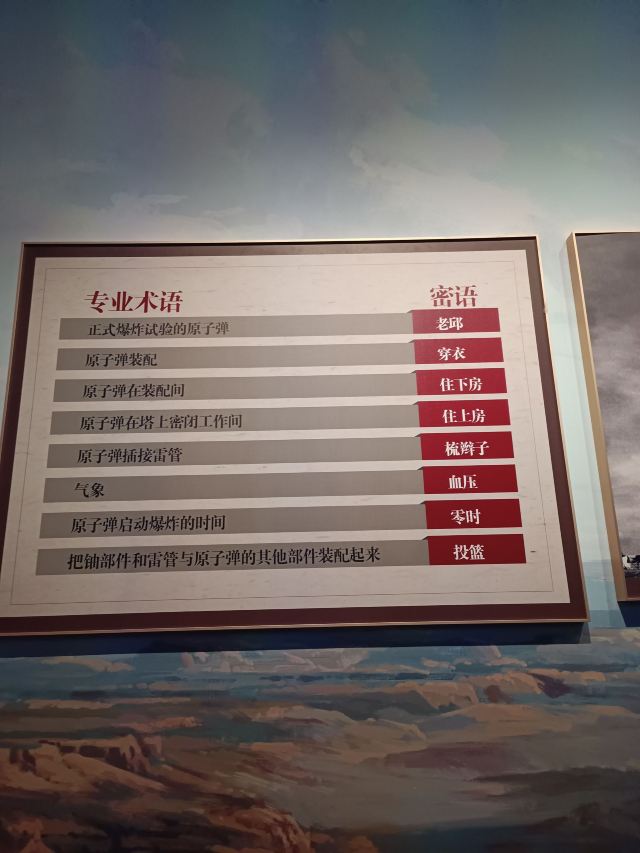 专业术语 密语
正式爆炸试验的原子弹 老邱
原子弹装配 穿衣
原子弹在装配间 住下房
原子弹在塔上密闭工作间 住上房
原子弹插接雷管 梳辫子
气象 血压
原子弹启动爆炸的时间 零时
把铀部件和雷管与原子弹的其他部件装配起来 投篮